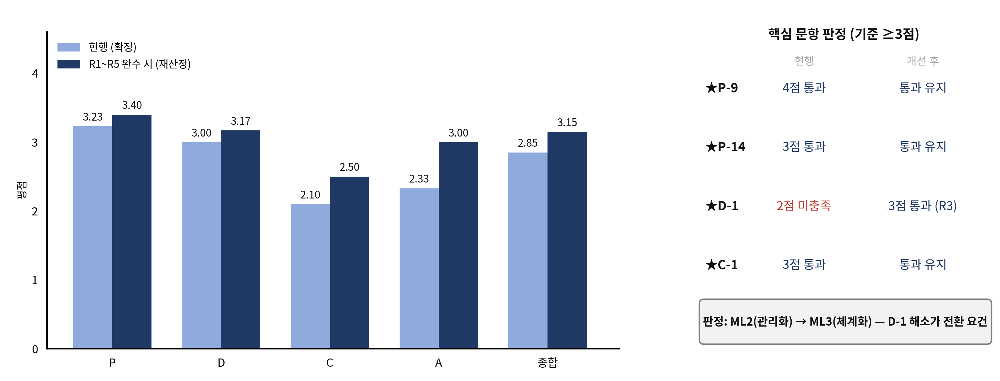 현행 (확정)
R1~R5 완수 시 (재산정)
평점
4
3
2
1
0
3.23
3.40
3.00
3.17
2.10
2.50
2.33
3.00
2.85
3.15
P
D
C
A
종합
핵심 문항 판정 (기준 ≥3점)
현행 개선 후
★P-9 4점 통과 통과 유지
★P-14 3점 통과 통과 유지
★D-1 2점 미충족 3점 통과 (R3)
★C-1 3점 통과 통과 유지
판정: ML2(관리화) → ML3(체계화) — D-1 해소가 전환 요건